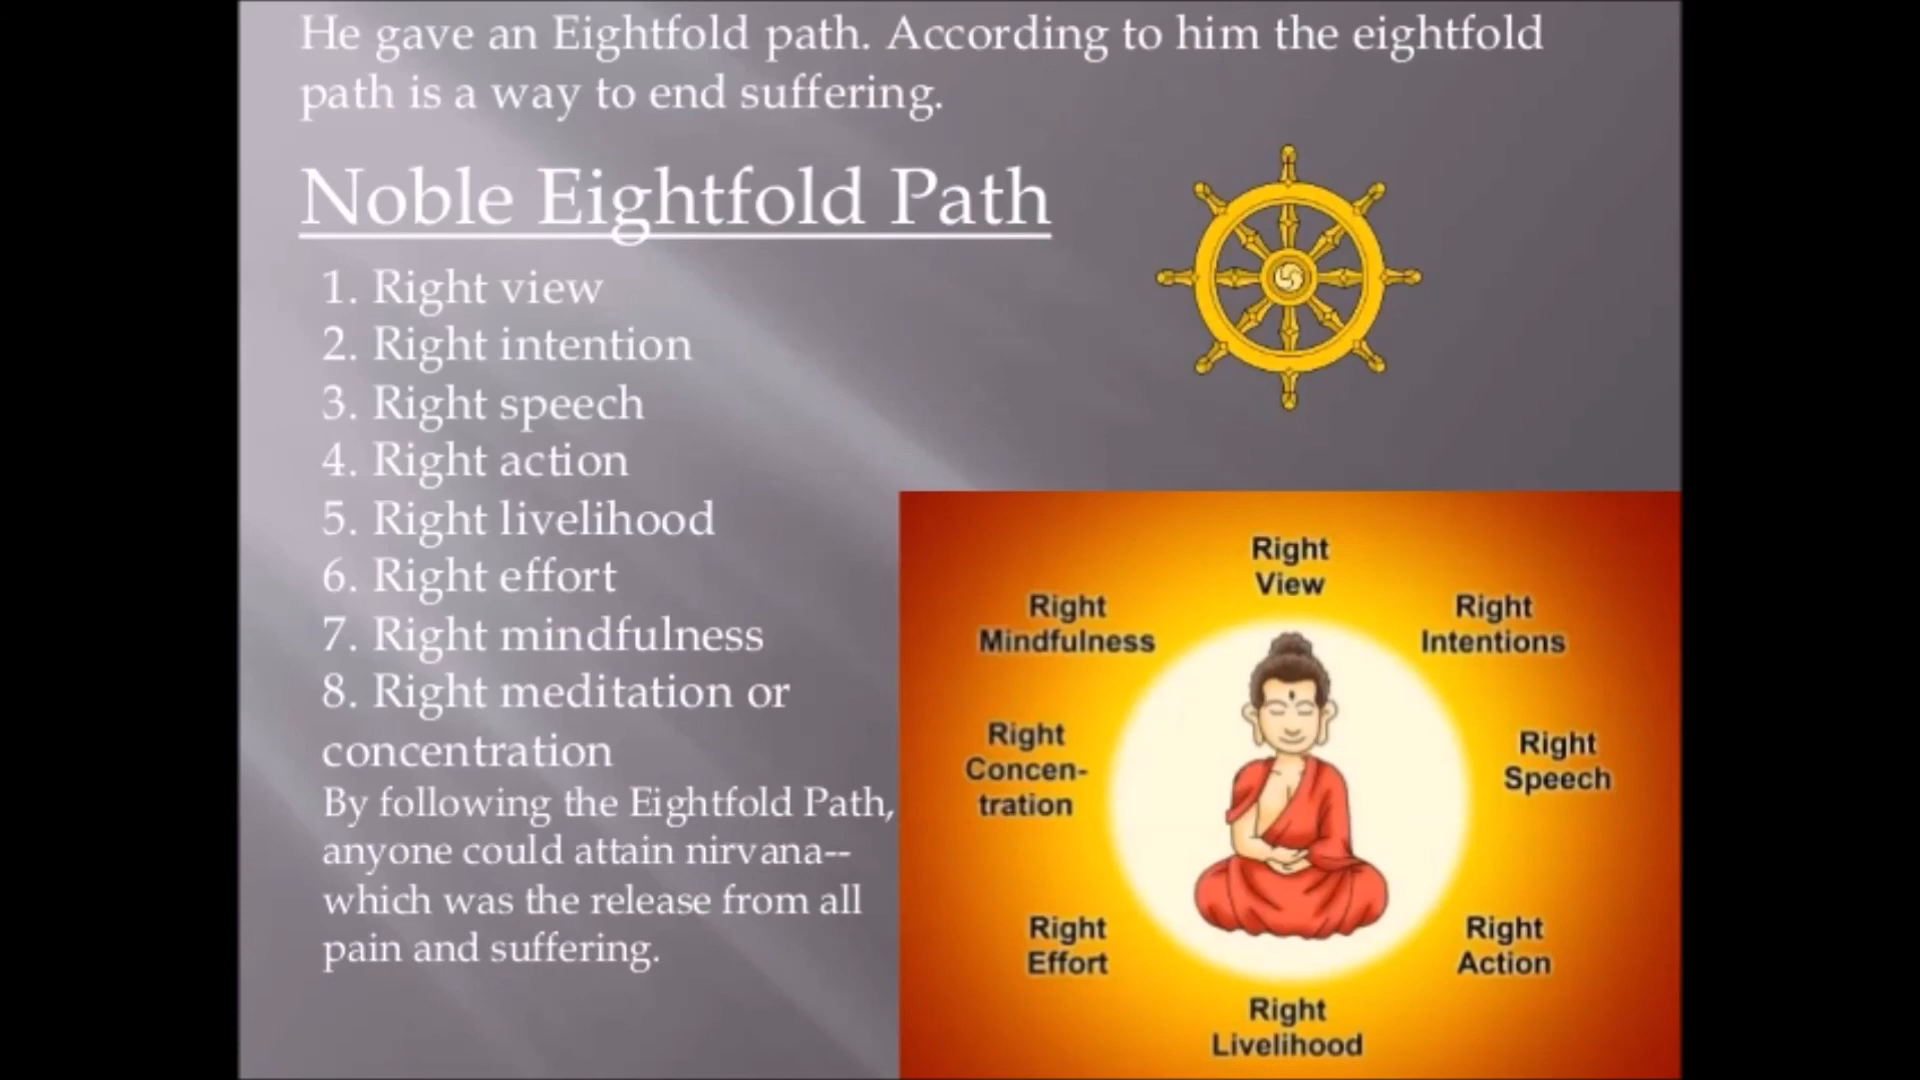 He gave an Eightfold path. According to him the eightfold
path is a way to end suffering.
Noble Eightfold Path
1. Right view
2. Right intention
3. Right speech
4. Right action
5. Right livelihood
6. Right effort
7. Right mindfulness
8. Right meditation or
concentration
By following the Eightfold Path,
anyone could attain nirvana--
which was the release from all
pain and suffering.
Right
View
Right
Intentions
Right
Speech
Right
Action
Right
Livelihood
Right
Effort
Right
Concen-
tration
Right
Mindfulness